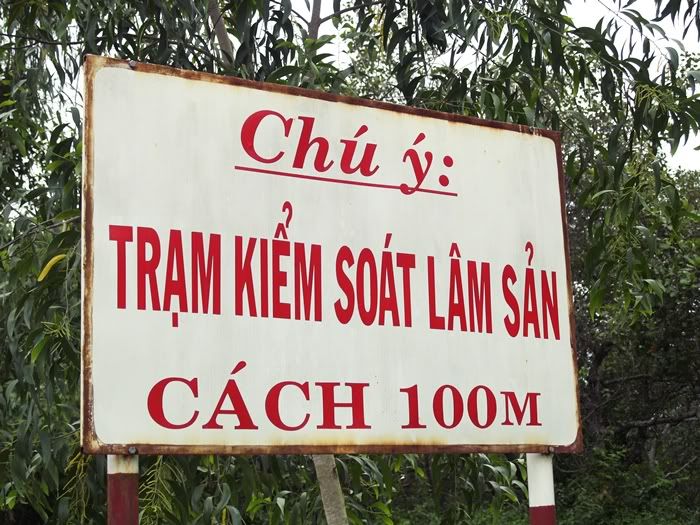 Chú ý:
TRẠM KIỂM SOÁT LÂM SẢN
CÁCH 100M